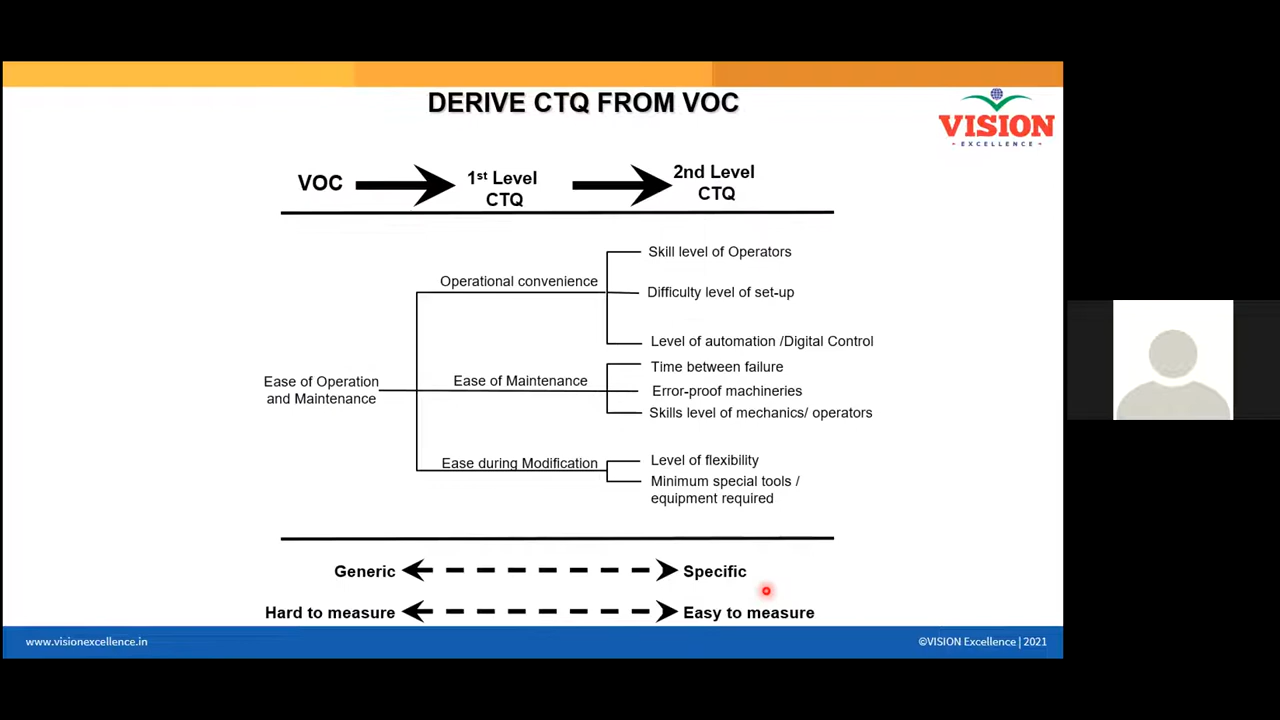 DERIVE CTQ FROM VOC
VISION
- EXCELLENCE -
VOC
1st Level
CTQ
2nd Level
CTQ
Skill level of Operators
Operational convenience
Difficulty level of set-up
Level of automation /Digital Control
Time between failure
Ease of Operation
and Maintenance
Ease of Maintenance
Error-proof machineries
Skills level of mechanics/ operators
Ease during Modification
Level of flexibility
Minimum special tools /
equipment required
Generic
Specific
Hard to measure
Easy to measure
www.visionexcellence.in
©VISION Excellence | 2021